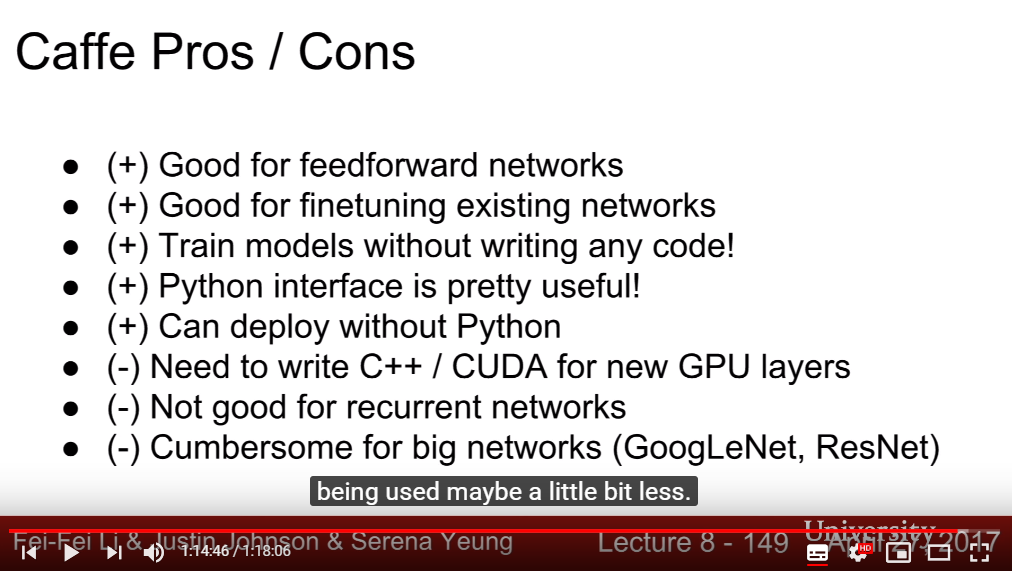 Caffe Pros / Cons
● (+) Good for feedforward networks
● (+) Good for finetuning existing networks
● (+) Train models without writing any code!
● (+) Python interface is pretty useful!
● (+) Can deploy without Python
● (-) Need to write C++ / CUDA for new GPU layers
● (-) Not good for recurrent networks
● (-) Cumbersome for big networks (GoogLeNet, ResNet)
being used maybe a little bit less.
Fei-Fei Li & Justin Johnson & Serena Yeung Lecture 8 - 149 April 27, 2017
University
1:14:46 / 1:18:06
HD